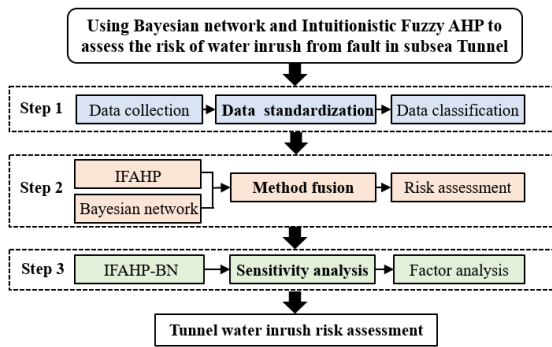 Using Bayesian network and Intuitionistic Fuzzy AHP to
assess the risk of water inrush from fault in subsea Tunnel
Step 1
Data collection
Data standardization
Data classification
Step 2
IFAHP
Bayesian network
Method fusion
Risk assessment
Step 3
IFAHP-BN
Sensitivity analysis
Factor analysis
Tunnel water inrush risk assessment